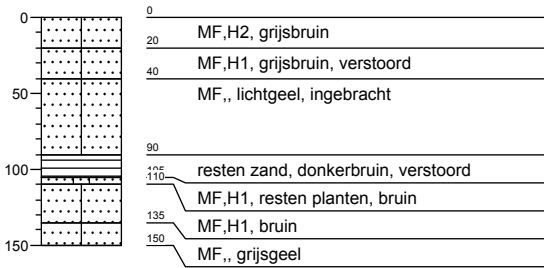 0
0
MF,H2, grijsbruin
20
MF,H1, grijsbruin, verstoord
40
50
MF,, lichtgeel, ingebracht
90
100
105
resten zand, donkerbruin, verstoord
110
MF,H1, resten planten, bruin
135
MF,H1, bruin
150
150
MF,, grijsgeel